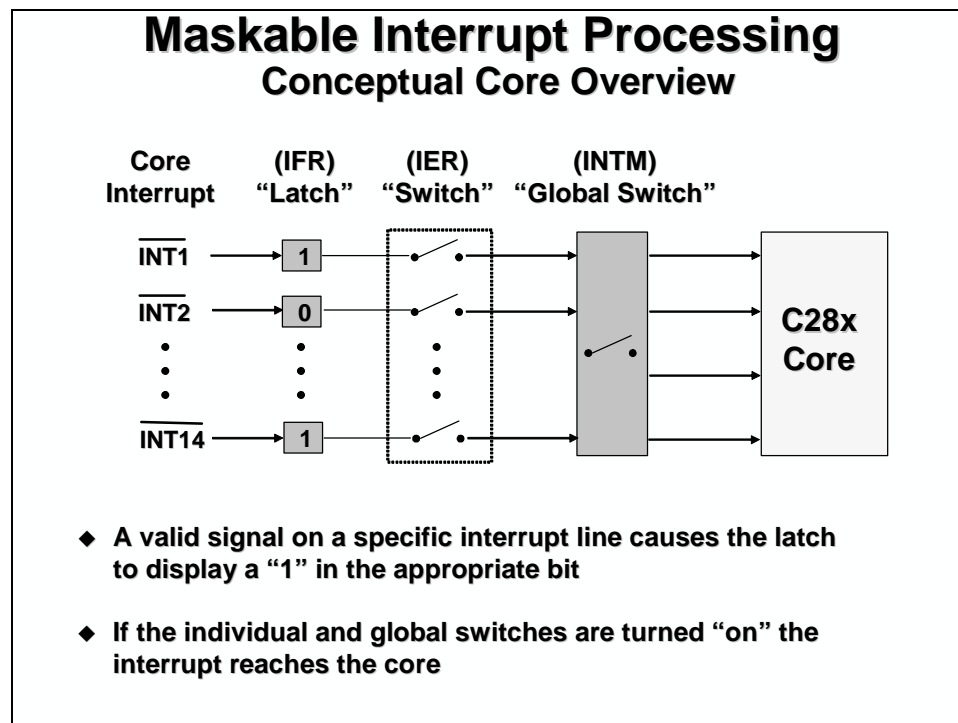 Maskable Interrupt Processing
Conceptual Core Overview
Core Interrupt
(IFR) “Latch”
(IER) “Switch”
(INTM) “Global Switch”
INT1
1
INT2
0
INT14
1
C28x
Core
◆ A valid signal on a specific interrupt line causes the latch
to display a “1” in the appropriate bit
◆ If the individual and global switches are turned “on” the
interrupt reaches the core